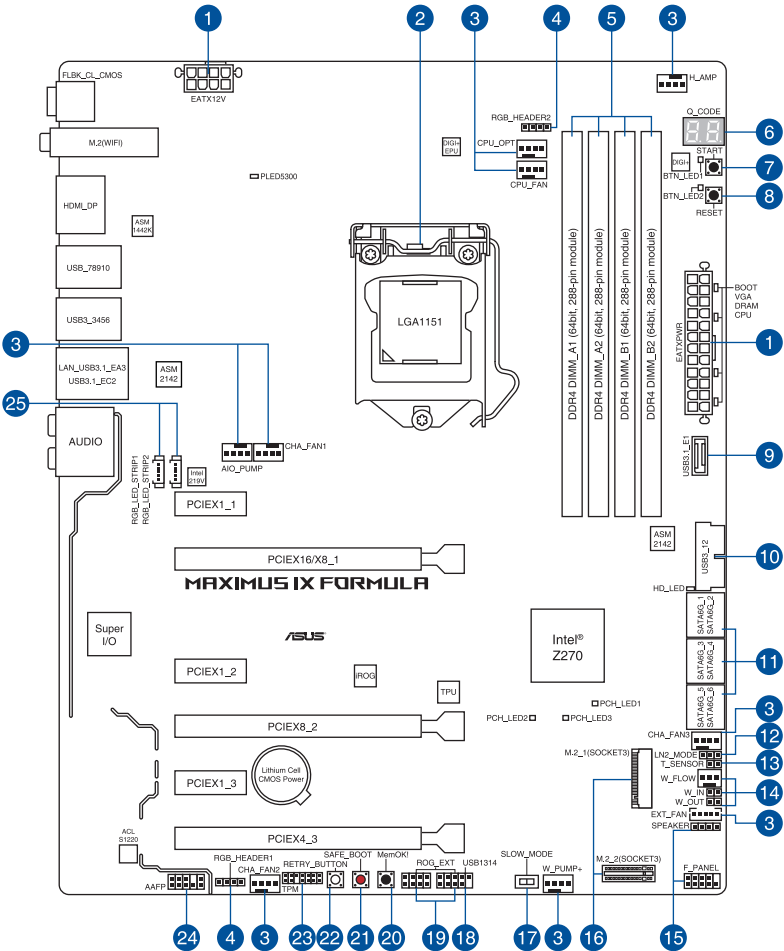 1
2
3
4
5
3
FLBK_CL_CMOS
EATX12V
H_AMP
Q_CODE
88
6
RGB_HEADER2
M.2(WIFI)
DIGI+
EPU
CPU_OPT
START
DIGI+
BTN_LED1
7
CPU_FAN
PLED5300
BTN_LED2
8
RESET
HDMI_DP
ASM
1442K
USB_78910
BOOT
VGA
DRAM
CPU
LGA1151
DDR4 DIMM_A1 (64bit, 288-pin module)
DDR4 DIMM_A2 (64bit, 288-pin module)
DDR4 DIMM_B1 (64bit, 288-pin module)
DDR4 DIMM_B2 (64bit, 288-pin module)
EATXPWR
1
USB3_3456
3
LAN_USB3.1_EA3
USB3.1_EC2
ASM
2142
25
AUDIO
CHA_FAN1
AIO_PUMP
USB3.1_E1
9
RGB_LED_STRIP1
RGB_LED_STRIP2
Intel
219V
PCIEX1_1
ASM
2142
USB3_12
10
PCIEX16/X8_1
MAXIMUS IX FORMULA
HD_LED
SATA6G_1
SATA6G_2
Super
I/O
ASUS
Intel®
Z270
SATA6G_3
SATA6G_4
11
PCIEX1_2
iROG
TPU
SATA6G_5
SATA6G_6
PCH_LED1
PCH_LED2
PCH_LED3
3
PCIEX8_2
CHA_FAN3
12
M.2_1(SOCKET3)
LN2_MODE
T_SENSOR
13
Lithium Cell
CMOS Power
PCIEX1_3
W_FLOW
W_IN
14
W_OUT
EXT_FAN
3
SPEAKER
ACL
S1220
PCIEX4_3
RGB_HEADER1
SAFE_BOOT
MemOK!
ROG_EXT
USB1314
SLOW_MODE
M.2_2(SOCKET3)
CHA_FAN2
RETRY_BUTTON
W_PUMP+
F_PANEL
AAFP
TPM
24
4
3
23
22
21
20
19
18
17
3
16
15